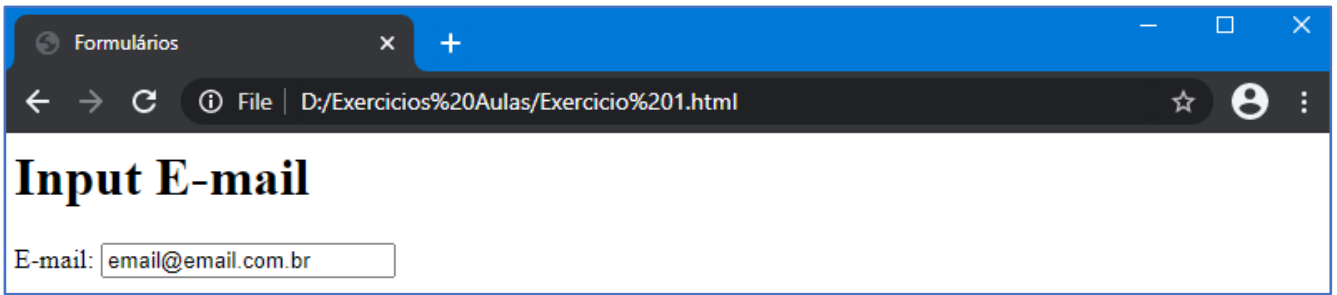 Formulários
File D:/Exercicios%20Aulas/Exercicio%201.html
Input E-mail
E-mail: email@email.com.br